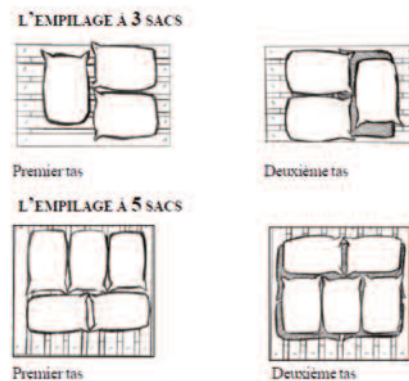 L'EMPILAGE À 3 SACS
Premier tas
Deuxième tas
L'EMPILAGE À 5 SACS
Premier tas
Deuxième tas